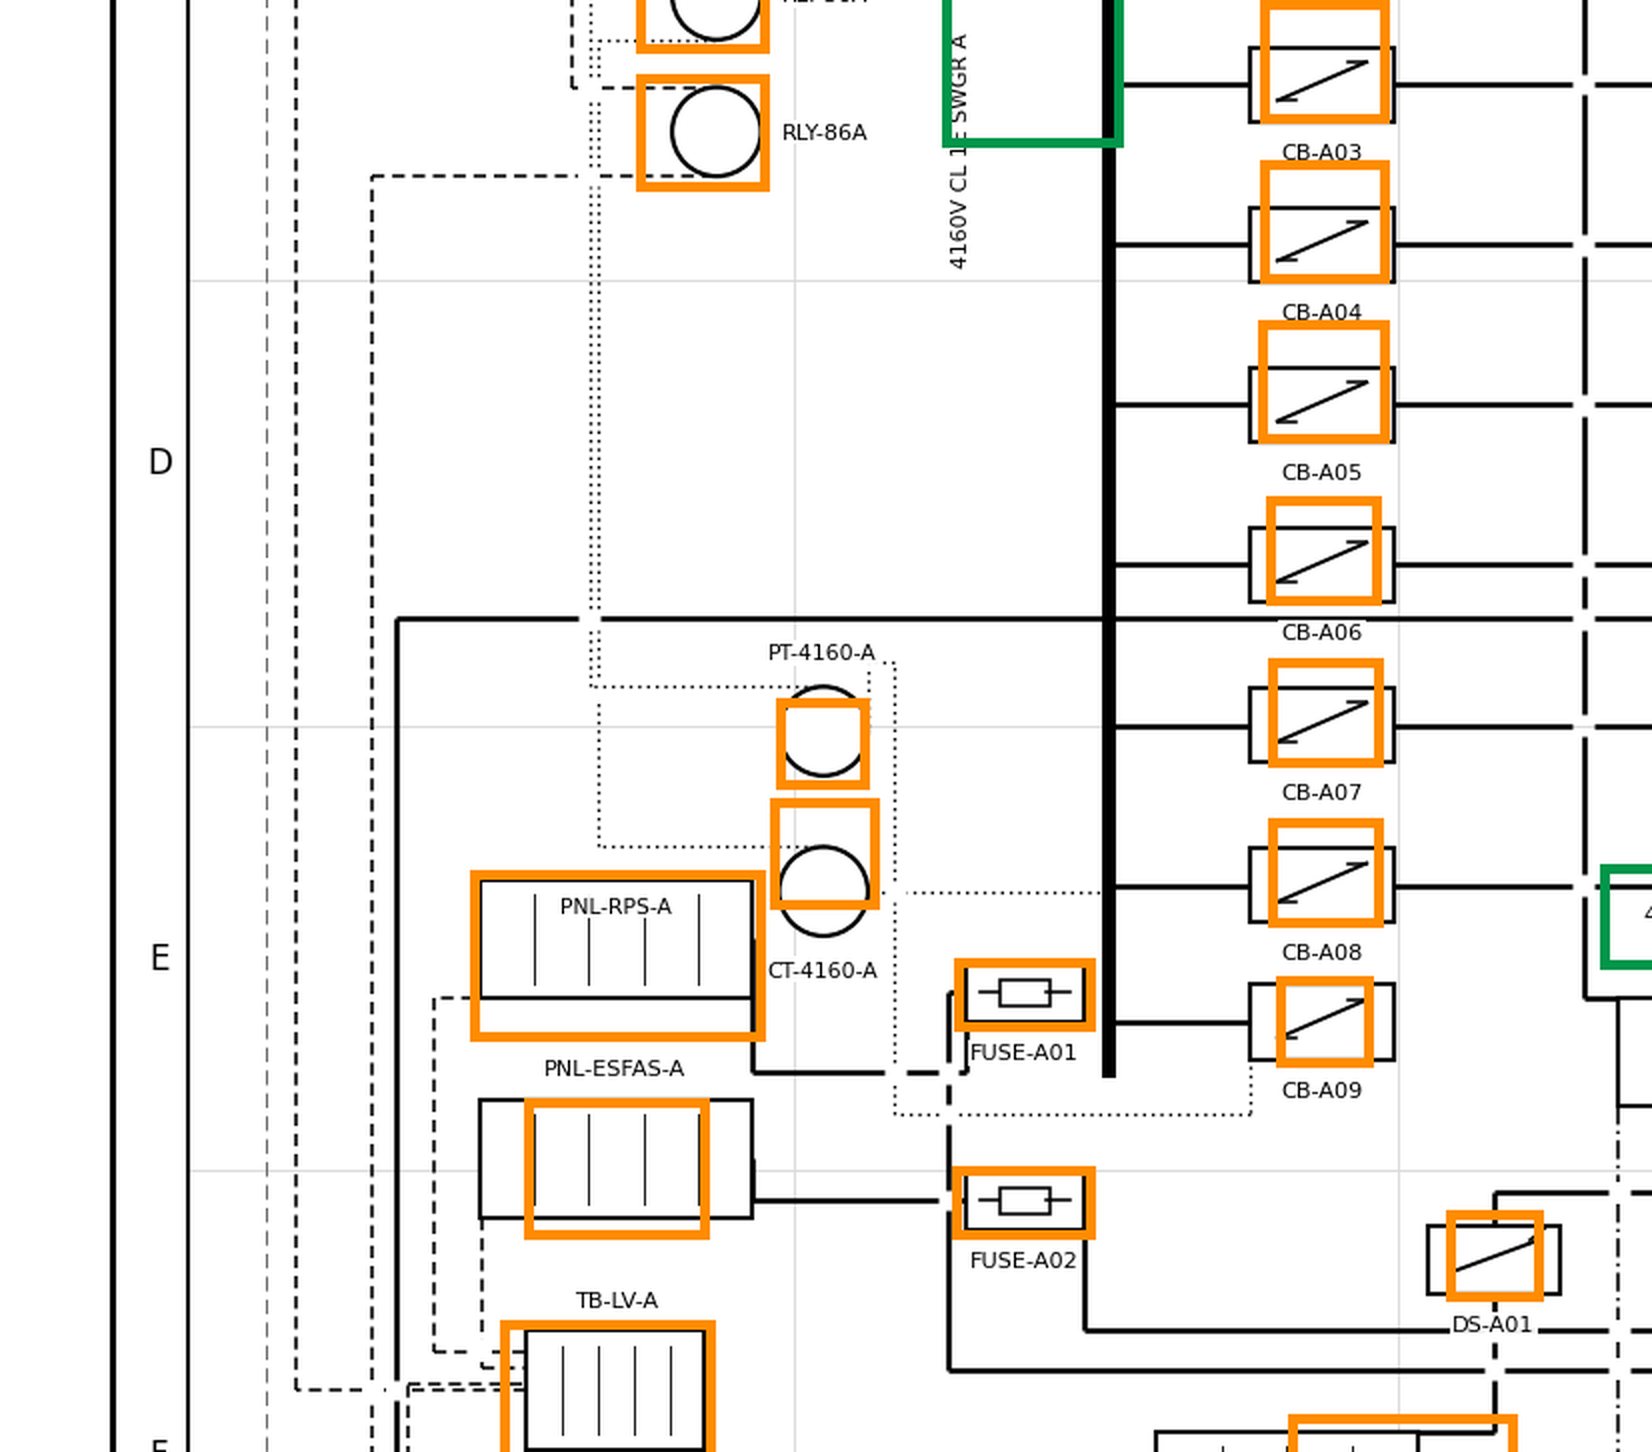 RLY-86A
4160V CL 1E SWGR A
CB-A03
CB-A04
D
CB-A05
CB-A06
PT-4160-A
CB-A07
PNL-RPS-A
E
CT-4160-A
CB-A08
FUSE-A01
PNL-ESFAS-A
CB-A09
FUSE-A02
TB-LV-A
DS-A01